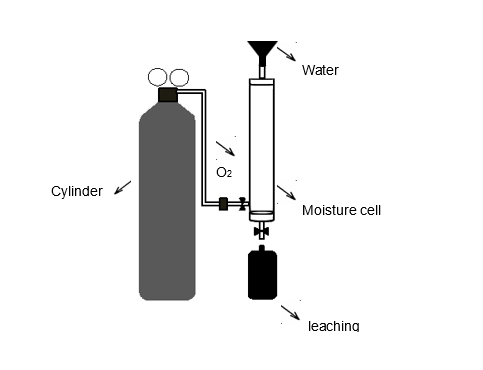 Water
O2
Cylinder
Moisture cell
leaching